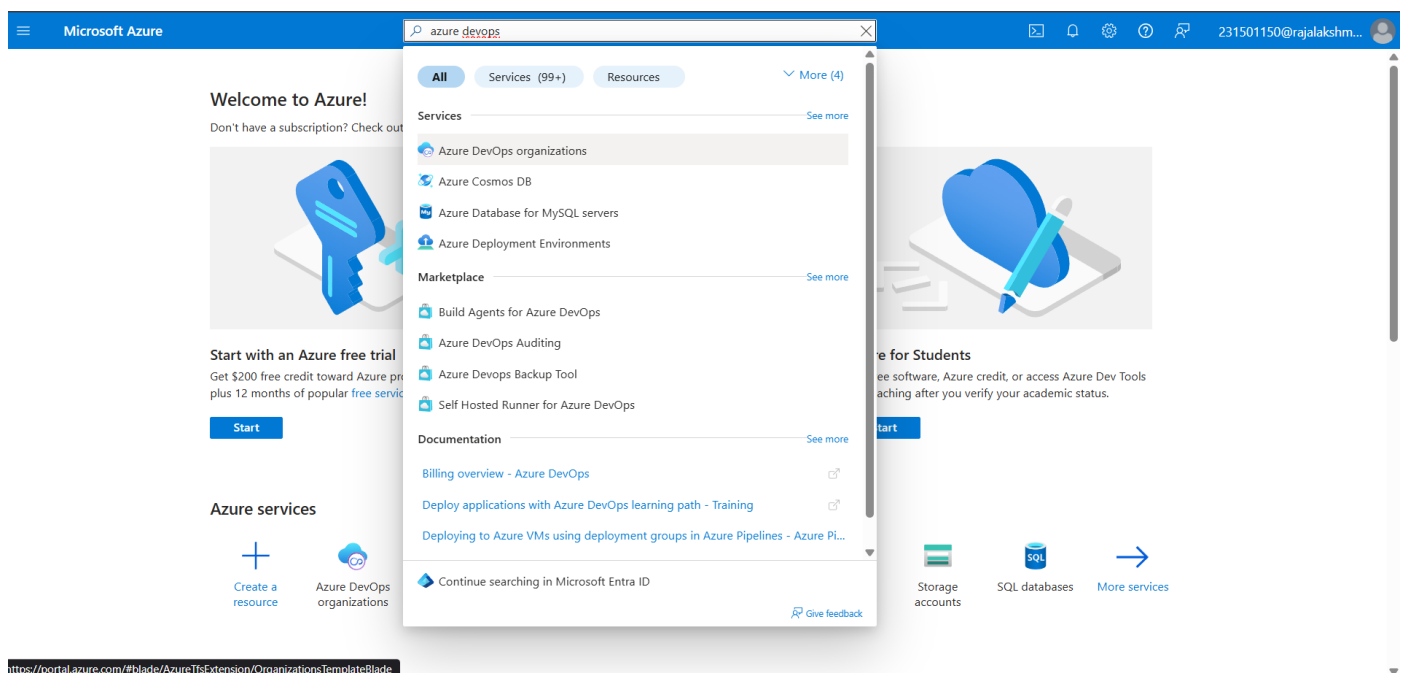 Microsoft Azure
azure devops
231501150@rajalakshm...
All
Services (99+)
Resources
More (4)
Welcome to Azure!
Don't have a subscription? Check out
Services
See more
Azure DevOps organizations
Azure Cosmos DB
My
Azure Database for MySQL servers
Azure Deployment Environments
Marketplace
See more
Build Agents for Azure DevOps
Azure DevOps Auditing
Azure Devops Backup Tool
Self Hosted Runner for Azure DevOps
Documentation
See more
Billing overview - Azure DevOps
Deploy applications with Azure DevOps learning path - Training
Deploying to Azure VMs using deployment groups in Azure Pipelines - Azure Pi...
Continue searching in Microsoft Entra ID
Give feedback
Start with an Azure free trial
Get $200 free credit toward Azure pro
plus 12 months of popular free servic
Start
e for Students
ee software, Azure credit, or access Azure Dev Tools
aching after you verify your academic status.
tart
Azure services
Create a
resource
Azure DevOps
organizations
Storage
accounts
SQL
SQL databases
More services
https://portal.azure.com/#blade/AzureTfsExtension/OrganizationsTemplateBlade